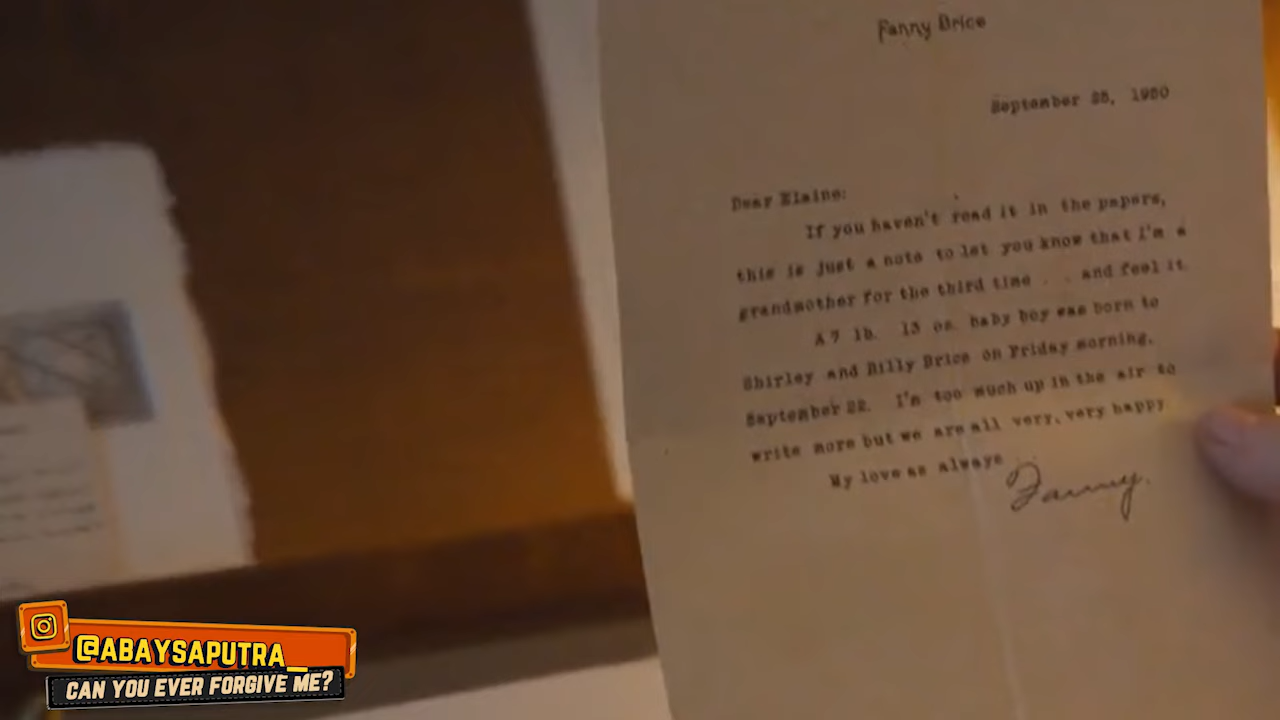 Fanny Brice
September 25, 1950
Dear Elaine:
If you haven't read it in the papers,
this is just a note to let you know that I'm a
grandmother for the third time . . and feel it.
A 7 lb. 13 oz. baby boy was born to
Shirley and Billy Brice on Friday morning,
September 22. I'm too much up in the air to
write more but we are all very, very happy
My love as always
Fanny.
@ABAYSAPUTRA_
CAN YOU EVER FORGIVE ME?